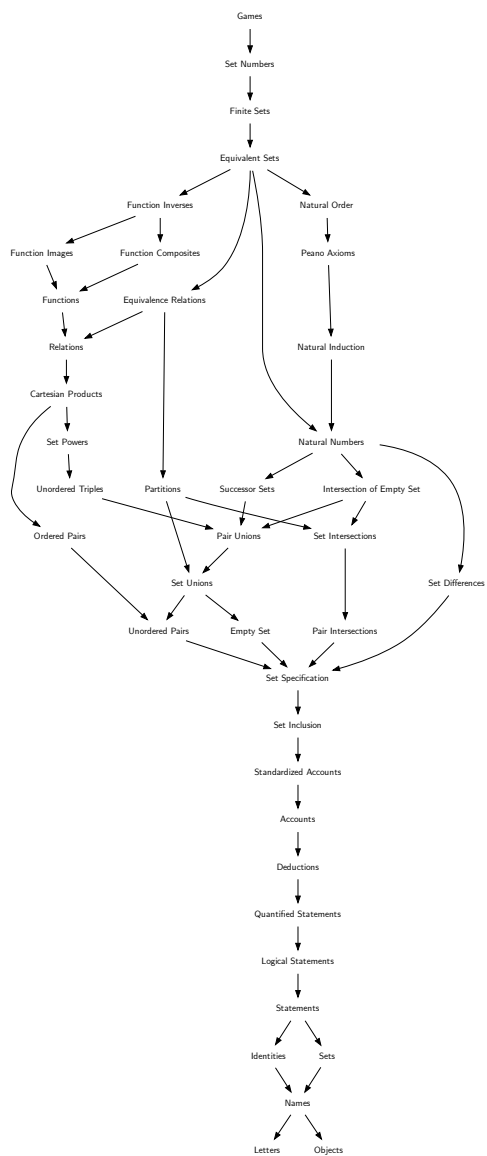 Games
Set Numbers
Finite Sets
Equivalent Sets
Function Inverses
Natural Order
Function Images
Function Composites
Peano Axioms
Functions
Equivalence Relations
Relations
Natural Induction
Cartesian Products
Set Powers
Natural Numbers
Unordered Triples
Partitions
Successor Sets
Intersection of Empty Set
Ordered Pairs
Pair Unions
Set Intersections
Set Unions
Set Differences
Unordered Pairs
Empty Set
Pair Intersections
Set Specification
Set Inclusion
Standardized Accounts
Accounts
Deductions
Quantified Statements
Logical Statements
Statements
Identities
Sets
Names
Letters
Objects